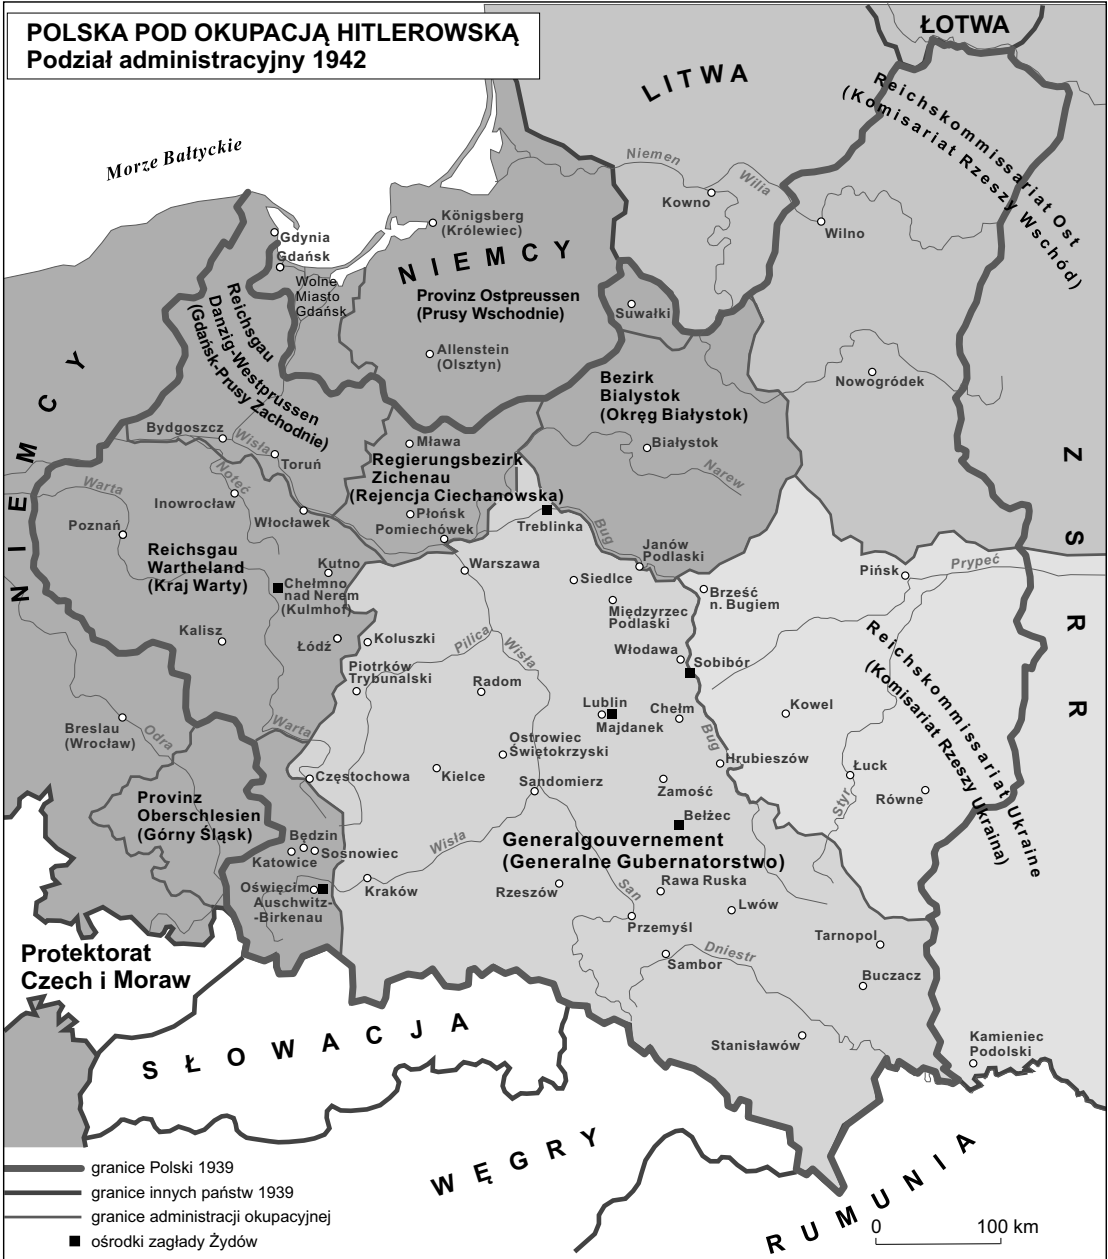 POLSKA POD OKUPACJĄ HITLEROWSKĄ
Podział administracyjny 1942
ŁOTWA
LITWA
Reichskommissariat Ost
(Komisariat Rzeszy Wschód)
Morze Bałtyckie
Niemen
Wilia
Kowno
Wilno
Königsberg
(Królewiec)
Gdynia
Gdańsk
Wolne
Miasto
Gdańsk
NIEMCY
Provinz Ostpreussen
(Prusy Wschodnie)
Suwałki
Reichsgau
Danzig-Westprussen
(Gdańsk-Prusy Zachodnie)
Allenstein
(Olsztyn)
Nowogródek
Bezirk
Bialystok
(Okręg Białystok)
NIEMCY
Bydgoszcz
Wisła
Toruń
Mława
Białystok
Narew
ZSRR
Regierungsbezirk
Zichenau
(Rejencja Ciechanowska)
Warta
Noteć
Inowrocław
Włocławek
Płońsk
Pomiechówek
Treblinka
Bug
Poznań
Janów
Podlaski
Reichsgau
Wartheland
(Kraj Warty)
Kutno
Warszawa
Siedlce
Pińsk
Prypeć
Chełmno
nad Nerem
(Kulmhof)
Brześć
n. Bugiem
Międzyrzec
Podlaski
Kalisz
Łódź
Koluszki
Pilica
Wisła
Włodawa
Sobibór
Reichskommissariat Ukraine
(Komisariat Rzeszy Ukraina)
Piotrków
Trybunalski
Radom
Lublin
Majdanek
Chełm
Kowel
Breslau
(Wrocław)
Odra
Warta
Ostrowiec
Świętokrzyski
Bug
Hrubieszów
Częstochowa
Kielce
Sandomierz
Zamość
Łuck
Styr
Równe
Provinz
Oberschlesien
(Górny Śląsk)
Bełżec
Będzin
Katowice
Sosnowiec
Wisła
Generalgouvernement
(Generalne Gubernatorstwo)
Oświęcim
Auschwitz-
-Birkenau
Kraków
Rzeszów
San
Rawa Ruska
Lwów
Przemyśl
Tarnopol
Protektorat
Czech i Moraw
Dniestr
Sambor
Buczacz
SŁOWACJA
Stanisławów
Kamieniec
Podolski
WĘGRY
RUMUNIA
granice Polski 1939
granice innych państw 1939
granice administracji okupacyjnej
ośrodki zagłady Żydów
0
100 km